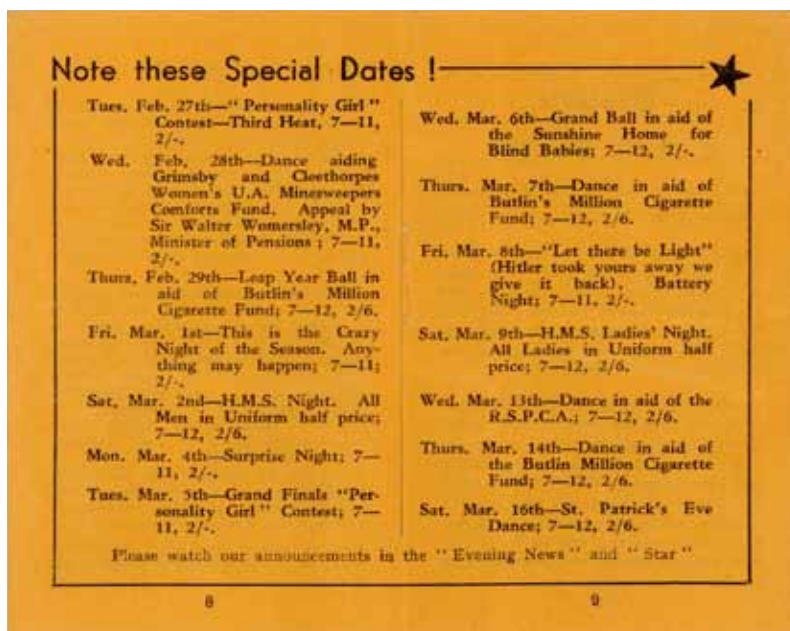 Note these Special Dates !
Tues. Feb. 27th—" Personality Girl "
Contest—Third Heat, 7—11,
2/-.
Wed. Feb. 28th—Dance aiding
Grimsby and Cleethorpes
Women's U.A. Minesweepers
Comforts Fund. Appeal by
Sir Walter Womersley, M.P.,
Minister of Pensions ; 7—11,
2/-.
Thurs. Feb. 29th—Leap Year Ball in
aid of Butlin's Million
Cigarette Fund; 7—12, 2/6.
Fri. Mar. 1st—This is the Crazy
Night of the Season. Any-
thing may happen; 7—11;
2/-.
Sat. Mar. 2nd—H.M.S. Night. All
Men in Uniform half price;
7—12, 2/6.
Mon. Mar. 4th—Surprise Night; 7—
11, 2/-.
Tues. Mar. 5th—Grand Finals "Per-
sonality Girl" Contest; 7—
11, 2/-.
Wed. Mar. 6th—Grand Ball in aid of
the Sunshine Home for
Blind Babies; 7—12, 2/-.
Thurs. Mar. 7th—Dance in aid of
Butlin's Million Cigarette
Fund; 7—12, 2/6.
Fri. Mar. 8th—"Let there be Light"
(Hitler took yours away we
give it back). Battery
Night; 7—11, 2/-.
Sat. Mar. 9th—H.M.S. Ladies' Night.
All Ladies in Uniform half
price; 7—12, 2/6.
Wed. Mar. 13th—Dance in aid of the
R.S.P.C.A.; 7—12, 2/6.
Thurs. Mar. 14th—Dance in aid of
the Butlin Million Cigarette
Fund; 7—12, 2/6.
Sat. Mar. 16th—St. Patrick's Eve
Dance; 7—12, 2/6.
Please watch our announcements in the " Evening News " and " Star "
8
9